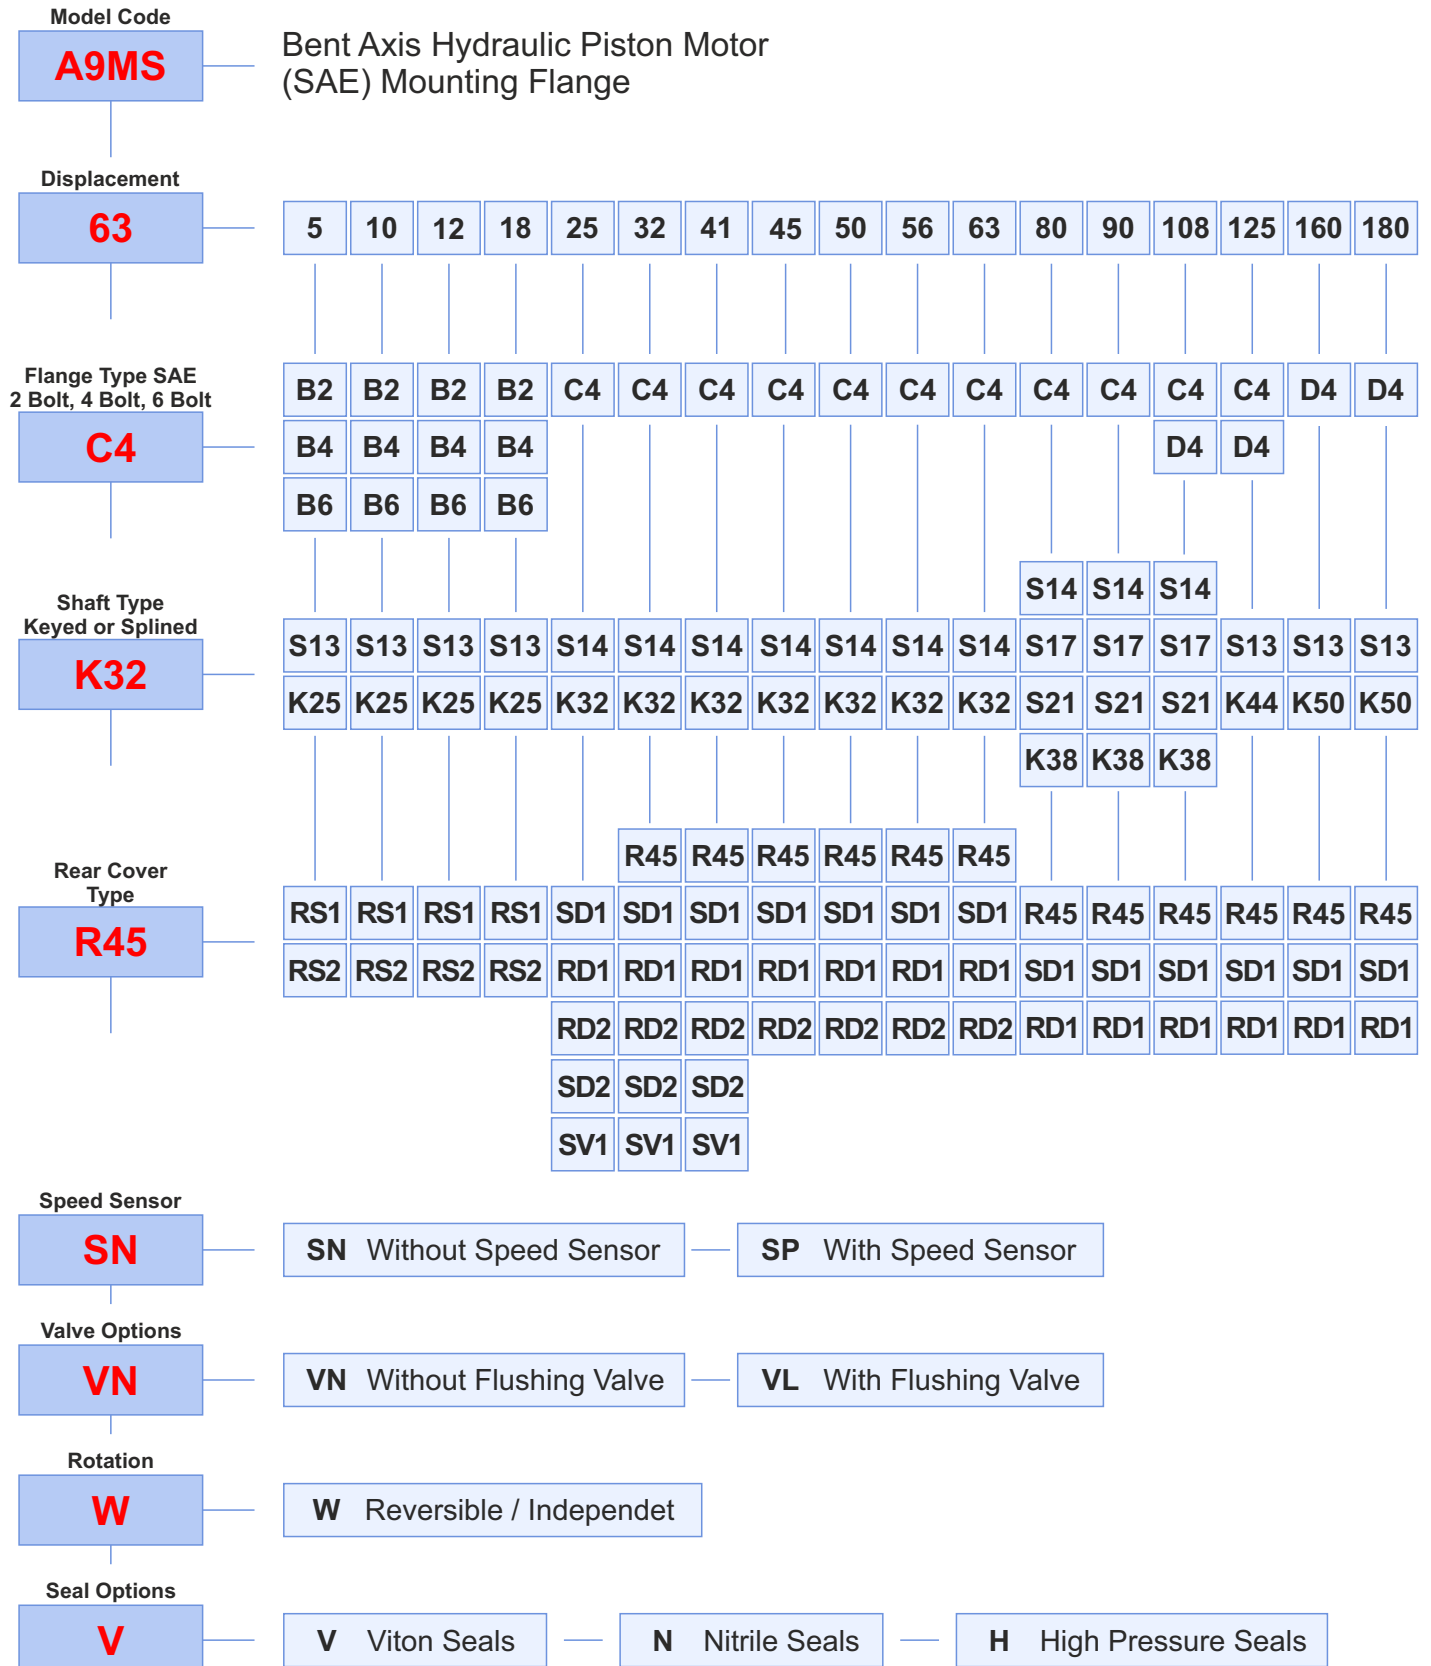 Model Code
A9MS
Bent Axis Hydraulic Piston Motor
(SAE) Mounting Flange
Displacement
63
5 10 12 18 25 32 41 45 50 56 63 80 90 108 125 160 180
Flange Type SAE
2 Bolt, 4 Bolt, 6 Bolt
C4
B2 B2 B2 B2 C4 C4 C4 C4 C4 C4 C4 C4 C4 C4 C4 D4 D4
B4 B4 B4 B4 D4 D4
B6 B6 B6 B6
Shaft Type
Keyed or Splined
K32
S14 S14 S14
S13 S13 S13 S13 S14 S14 S14 S14 S14 S14 S14 S17 S17 S17 S13 S13 S13
K25 K25 K25 K25 K32 K32 K32 K32 K32 K32 K32 S21 S21 S21 K44 K50 K50
K38 K38 K38
Rear Cover
Type
R45
R45 R45 R45 R45 R45 R45
RS1 RS1 RS1 RS1 SD1 SD1 SD1 SD1 SD1 SD1 SD1 R45 R45 R45 R45 R45 R45
RS2 RS2 RS2 RS2 RD1 RD1 RD1 RD1 RD1 RD1 RD1 SD1 SD1 SD1 SD1 SD1 SD1
RD2 RD2 RD2 RD2 RD2 RD2 RD2 RD1 RD1 RD1 RD1 RD1 RD1
SD2 SD2 SD2
SV1 SV1 SV1
Speed Sensor
SN
SN Without Speed Sensor SP With Speed Sensor
Valve Options
VN
VN Without Flushing Valve VL With Flushing Valve
Rotation
W
W Reversible / Independet
Seal Options
V
V Viton Seals N Nitrile Seals H High Pressure Seals